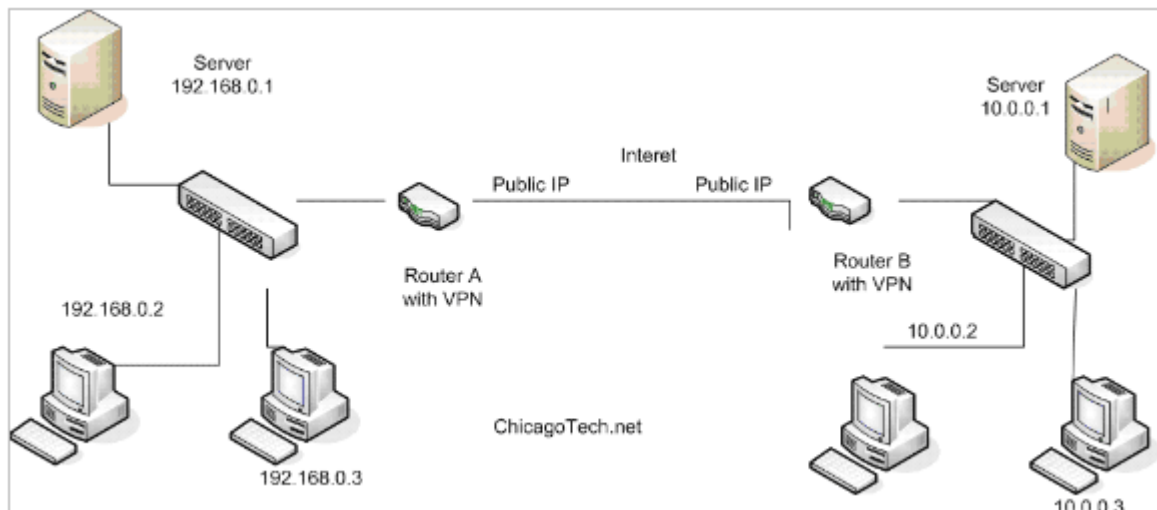 Server
192.168.0.1
Server
10.0.0.1
Interet
Public IP
Public IP
Router A
with VPN
Router B
with VPN
192.168.0.2
10.0.0.2
ChicagoTech.net
192.168.0.3
10.0.0.3